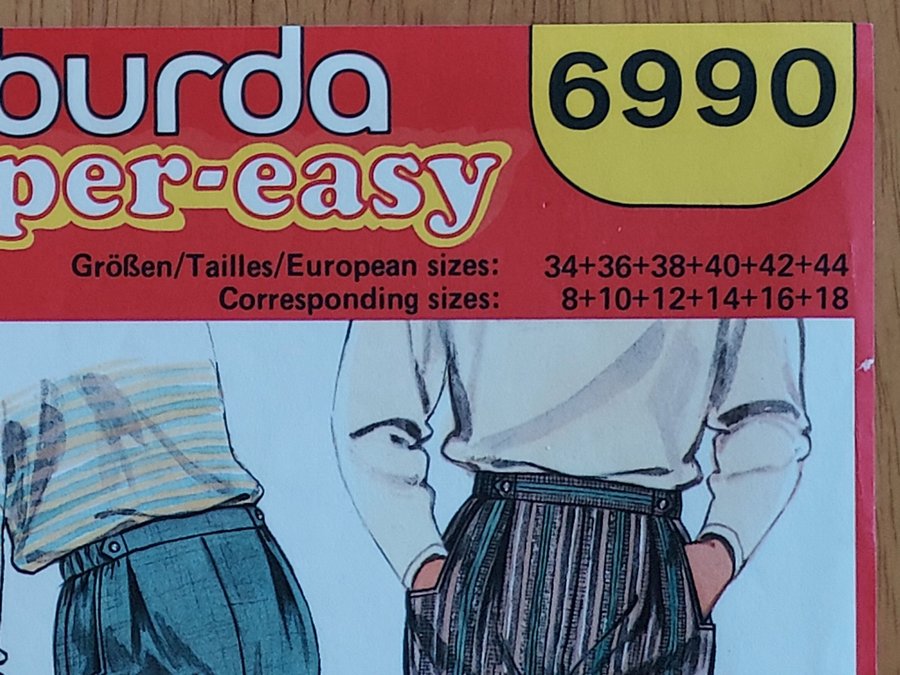 burda
6990
per-easy
Größen/Tailles/European sizes: 34+36+38+40+42+44
Corresponding sizes: 8+10+12+14+16+18